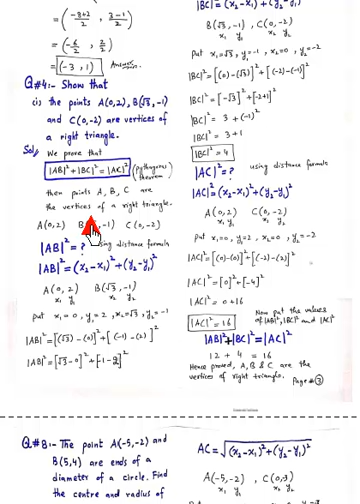 = (-8+2/2, 3-1/2)
= (-6/2, 2/2)
= (-3, 1) Answer
Q#4:- Show that
(i) the points A(0,2), B(√3,-1)
and C(0,-2) are vertices of
a right triangle.
Sol:- We prove that
|AB|²+|BC|²=|AC|² (Pythagoras theorem
then points A, B, C are
the vertices of a right triangle.
A(0,2) B ,-1) C(0,-2)
|AB|²=? using distance formula
|AB|²=(x₂-x₁)²+(y₂-y₁)²
A(0,2) B(√3,-1)
x₁ y₁ x₂ y₂
put x₁=0, y₁=2, x₂=√3, y₂=-1
|AB|²=[(√3)-(0)]²+[(-1)-(2)]²
|AB|²=[√3-0]²+[-1-2]²
|BC|²=(x₂-x₁)²+(y₂-y₁)²
B(√3,-1) C(0,-2)
x₁ y₁ x₂ y₂
put x₁=√3, y₁=-1, x₂=0, y₂=-2
|BC|²=[(0)-(√3)]²+[(-2)-(-1)]²
|BC|²=[-√3]²+[-2+1]²
|BC|²=3+(-1)²
|BC|²=3+1
|BC|²=4
|AC|²=? using distance formula
|AC|²=(x₂-x₁)²+(y₂-y₁)²
A(0,2) C(0,-2)
x₁ y₁ x₂ y₂
put x₁=0, y₁=2, x₂=0, y₂=-2
|AC|²=[(0)-(0)]²+[(-2)-(2)]²
|AC|²=[0]²+[-4]²
|AC|²=0+16
|AC|²=16 Now put the values
of |AB|², |BC|² and |AC|²
|AB|²+|BC|²=|AC|²
12+4=16
Hence proved, A, B & C are the
vertices of right triangle. Page#3
Q#8:- The point A(-5,-2) and
B(5,4) are ends of a
diameter of a circle. Find
the centre and radius of
AC=√(x₂-x₁)²+(y₂-y₁)²
A(-5,-2) C(0,
x₁ y₁ x₂ y₂